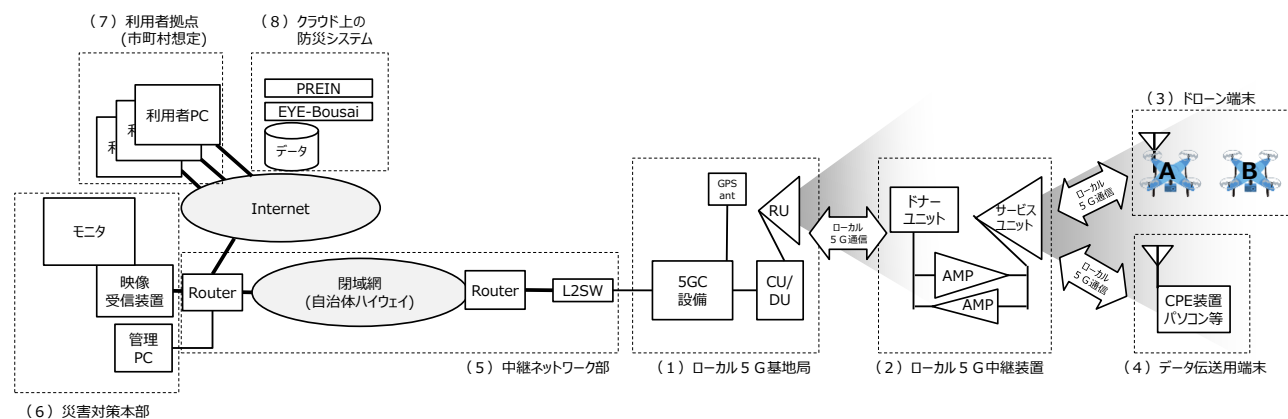 （7）利用者拠点
(市町村想定)
利用者PC
利
利
（8）クラウド上の
防災システム
PREIN
EYE-Bousai
データ
Internet
モニタ
映像
受信装置
管理
PC
（6）災害対策本部
Router
閉域網
(自治体ハイウェイ)
Router
L2SW
（5）中継ネットワーク部
GPS
ant
RU
5GC
設備
CU/
DU
（1）ローカル５Ｇ基地局
ローカル
５Ｇ通信
ドナー
ユニット
サービス
ユニット
AMP
AMP
（2）ローカル５Ｇ中継装置
ローカル
５Ｇ通信
ローカル
５Ｇ通信
（3）ドローン端末
A
B
CPE装置
パソコン等
（4）データ伝送用端末